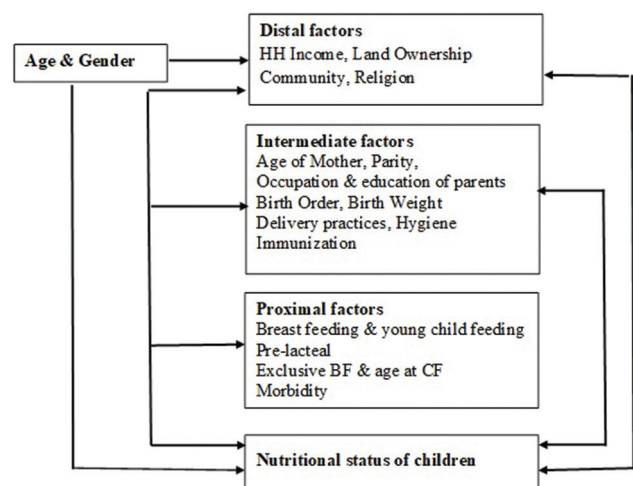 Age & Gender
Distal factors
HH Income, Land Ownership
Community, Religion
Intermediate factors
Age of Mother, Parity,
Occupation & education of parents
Birth Order, Birth Weight
Delivery practices, Hygiene
Immunization
Proximal factors
Breast feeding & young child feeding
Pre-lacteal
Exclusive BF & age at CF
Morbidity
Nutritional status of children